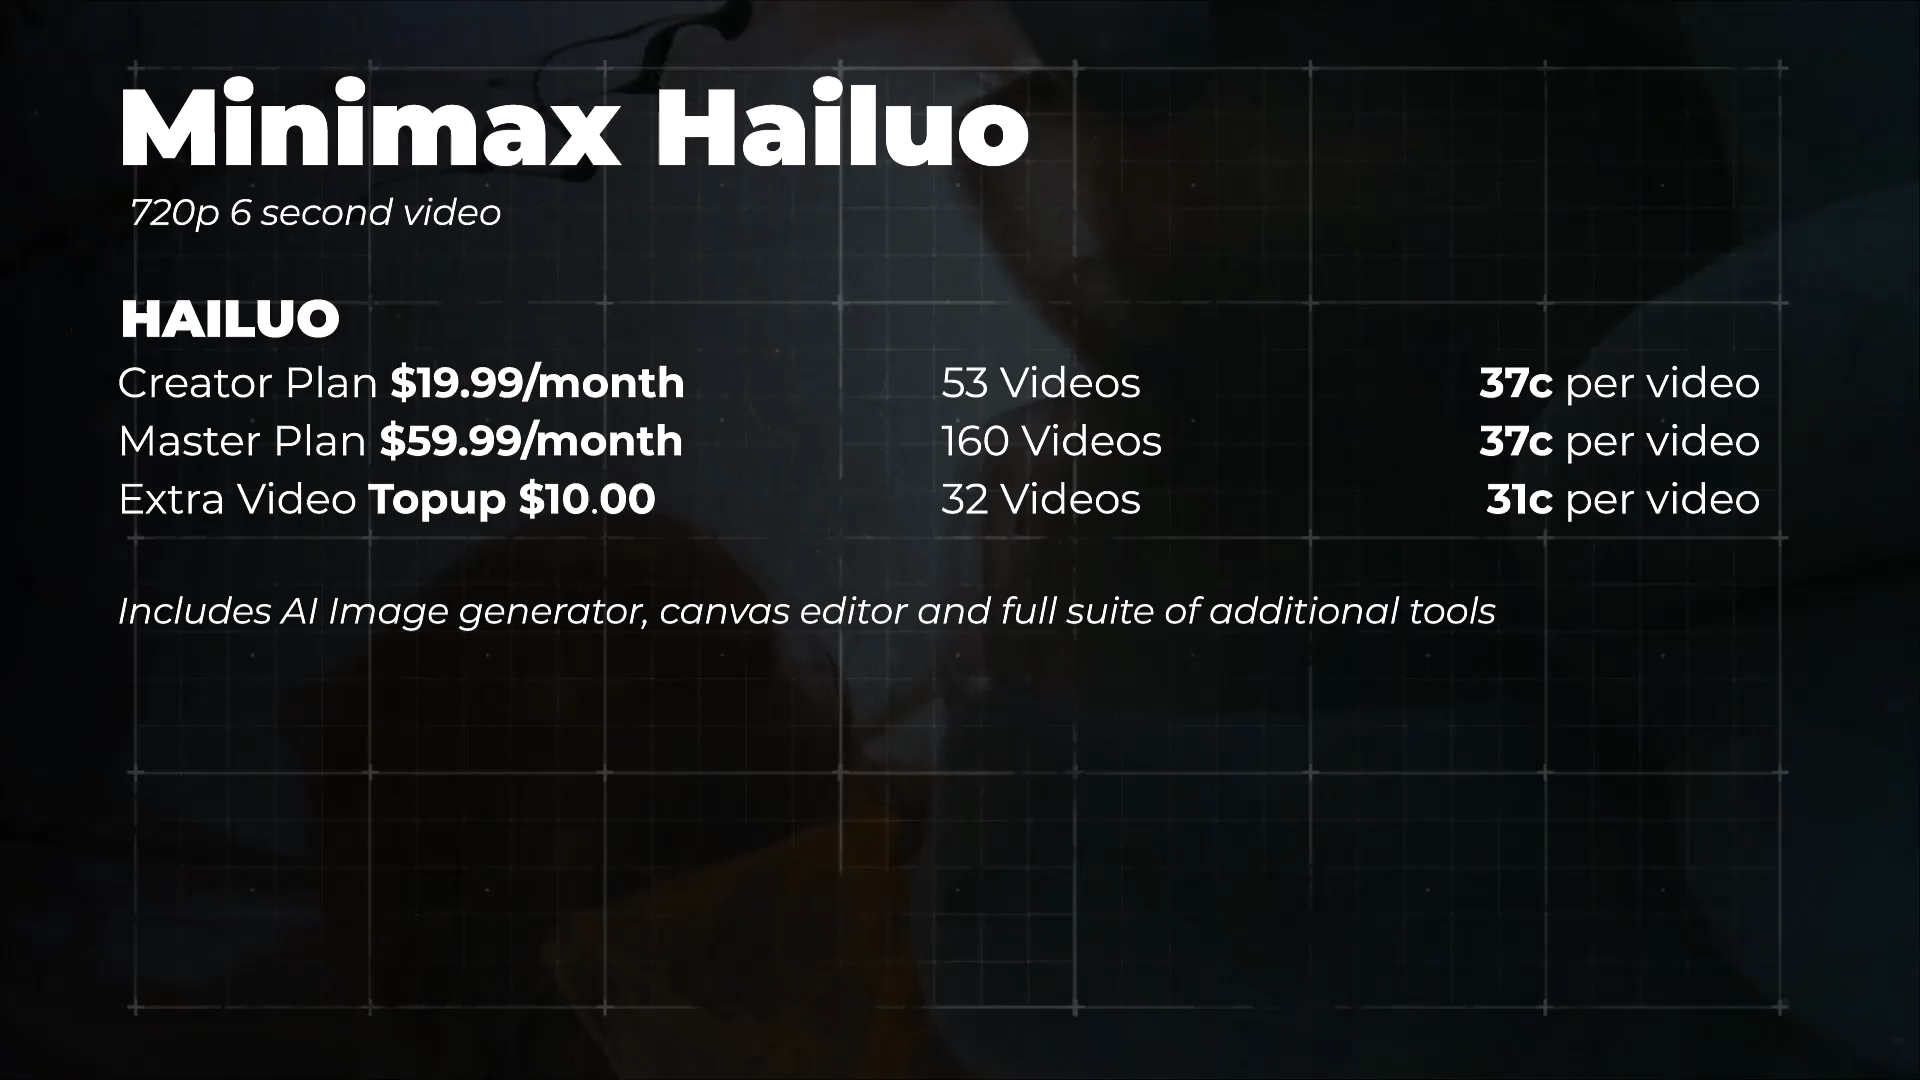 Minimax Hailuo
720p 6 second video
HAILUO
Creator Plan $19.99/month 53 Videos 37c per video
Master Plan $59.99/month 160 Videos 37c per video
Extra Video Topup $10.00 32 Videos 31c per video
Includes AI Image generator, canvas editor and full suite of additional tools